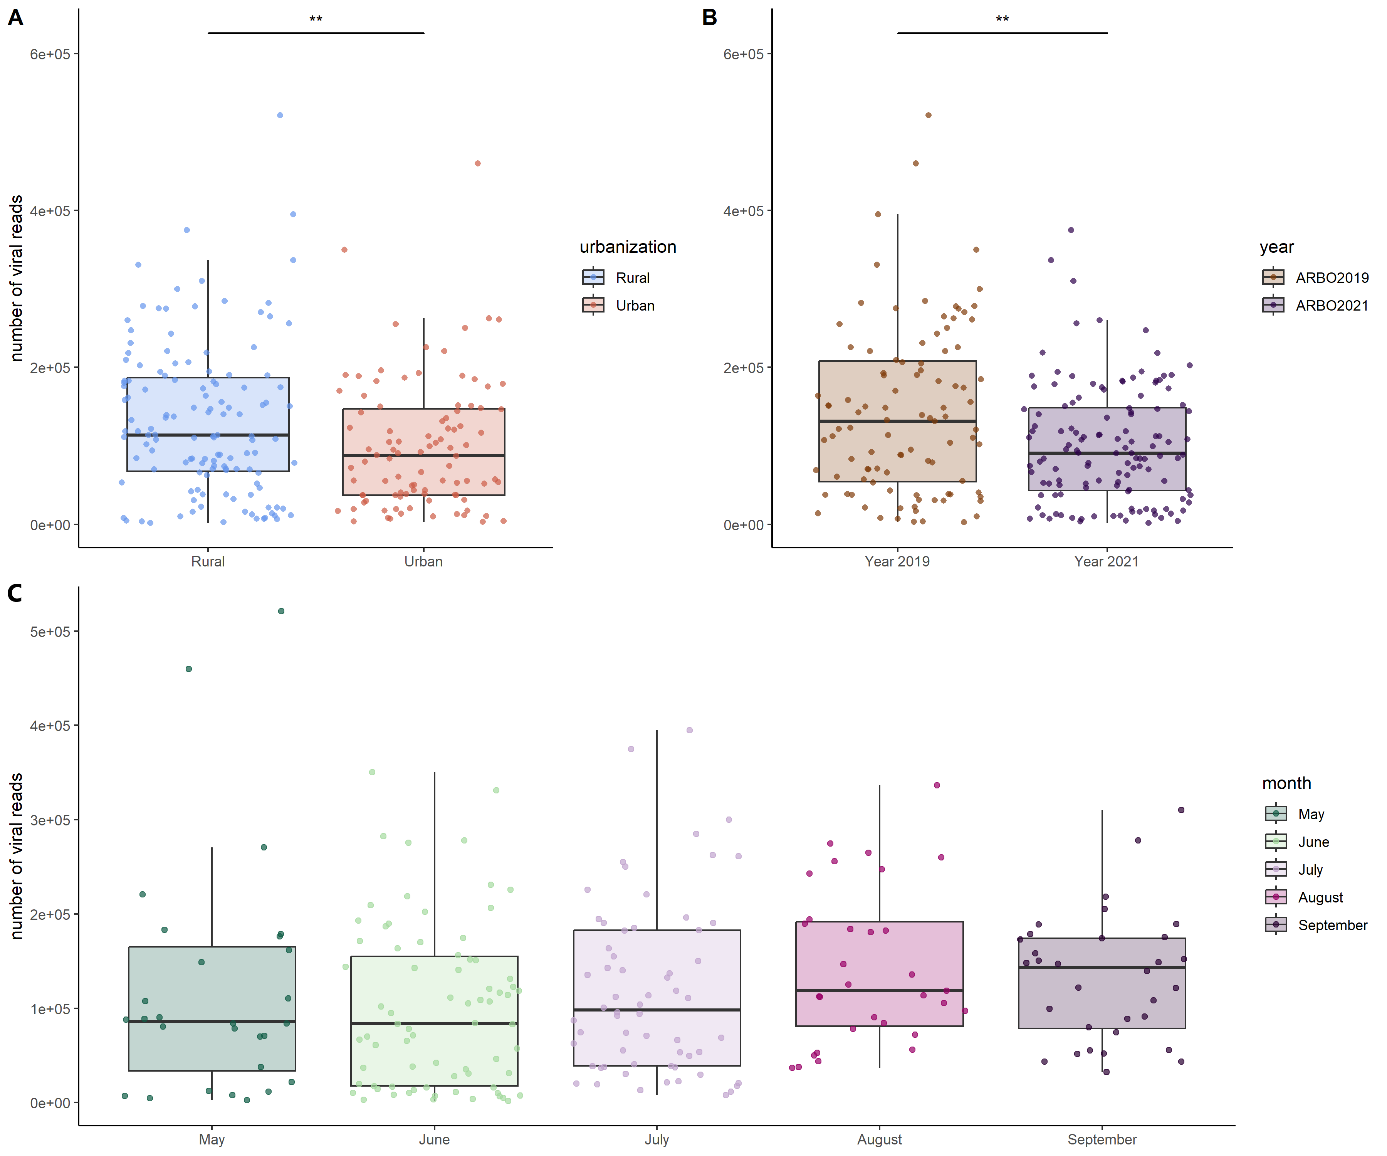 A
**
6e+05
4e+05
2e+05
0e+00
number of viral reads
Rural
Urban
urbanization
Rural
Urban
B
**
6e+05
4e+05
2e+05
0e+00
Year 2019
Year 2021
year
ARBO2019
ARBO2021
C
5e+05
4e+05
3e+05
2e+05
1e+05
0e+00
number of viral reads
May
June
July
August
September
month
May
June
July
August
September